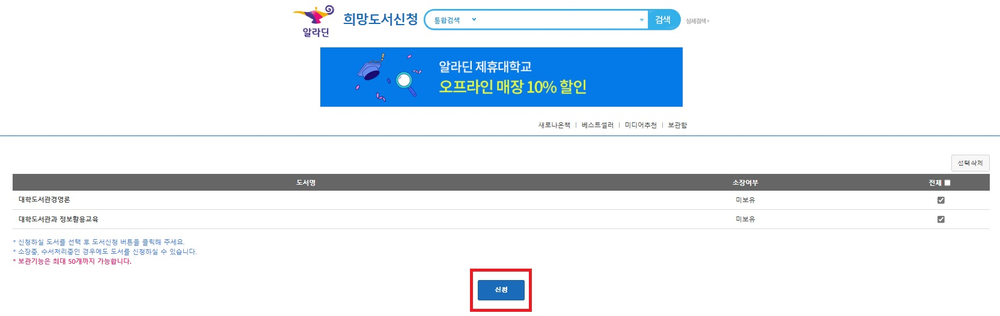 알라딘
희망도서신청
통합검색
검색
상세검색
알라딘 제휴대학교
오프라인 매장 10% 할인
새로나온책 | 베스트셀러 | 미디어추천 | 보관함
선택삭제
도서명 소장여부 전체
대학도서관경영론 미보유
대학도서관과 정보활용교육 미보유
* 신청하실 도서를 선택 후 도서신청 버튼을 클릭해 주세요.
* 소장중, 수서처리중인 경우에도 도서를 신청하실 수 있습니다.
* 보관기능은 최대 50개까지 가능합니다.
신청